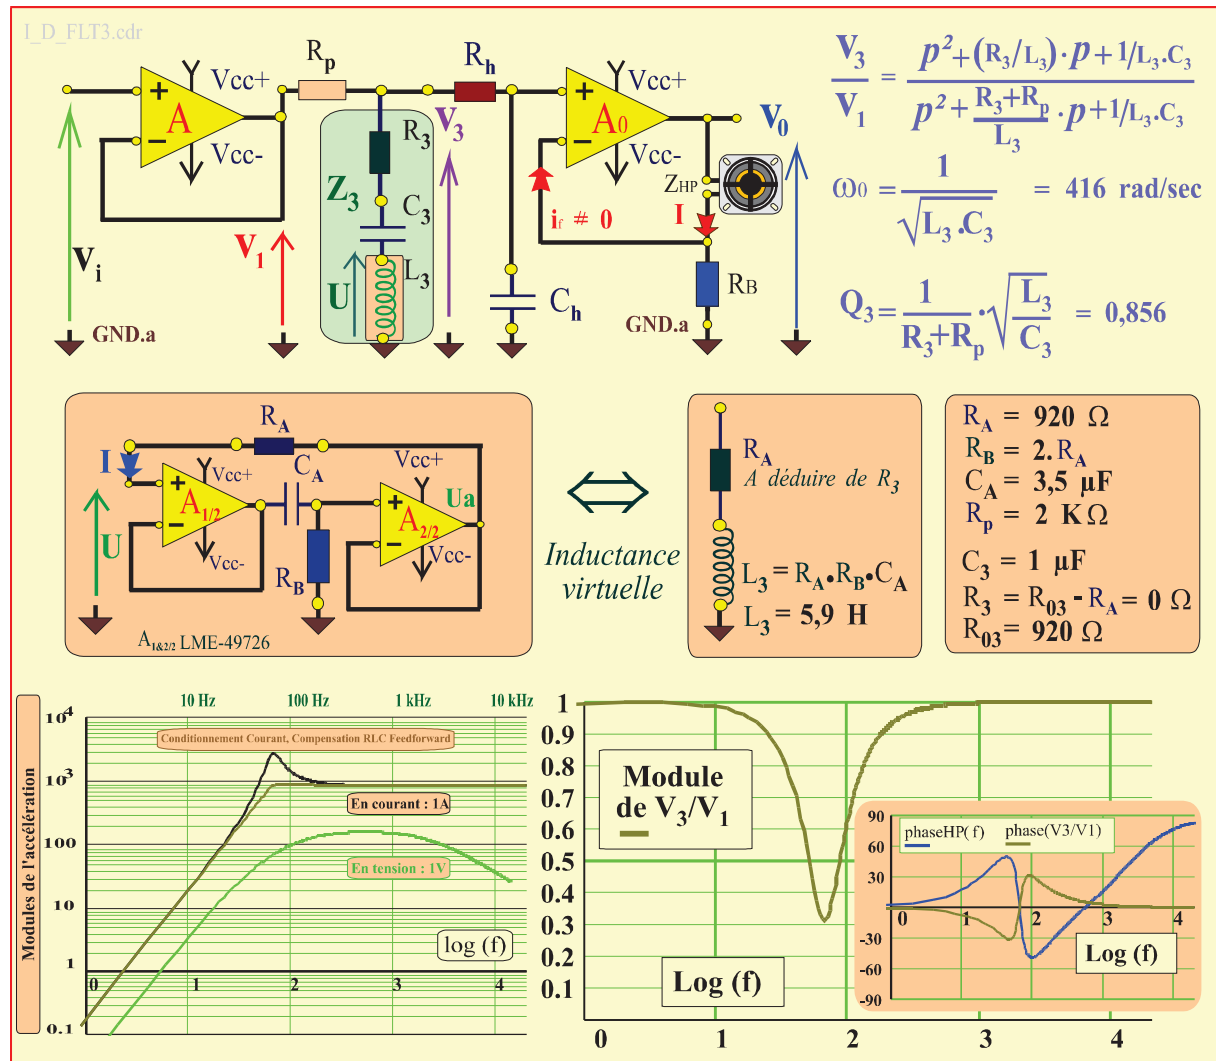 I_D_FLT3.cdr
Vcc+
A
Vcc-
Vi
GND.a
V1
Rp
R3
Z3
C3
L3
U
V3
Rh
Ch
Vcc+
A0
Vcc-
if ≠ 0
ZHP
I
RB
GND.a
V0
V3/V1 = (p² + (R3/L3)·p + 1/L3.C3) / (p² + (R3+Rp)/L3 · p + 1/L3.C3)
ω0 = 1/√(L3.C3) = 416 rad/sec
Q3 = 1/(R3+Rp) · √(L3/C3) = 0,856
RA
I
CA
Vcc+
Vcc+
Ua
A1/2
A2/2
U
Vcc-
Vcc-
RB
A1&2/2 LME-49726
Inductance
virtuelle
RA
A déduire de R3
L3 = RA•RB•CA
L3 = 5,9 H
RA = 920 Ω
RB = 2.RA
CA = 3,5 µF
Rp = 2 KΩ
C3 = 1 µF
R3 = R03 - RA = 0 Ω
R03 = 920 Ω
Modules de l'accélération
10 Hz 100 Hz 1 kHz 10 kHz
10⁴
10³
100
10
1
0.1
Conditionnement Courant, Compensation RLC Feedforward
En courant : 1A
En tension : 1V
log (f)
0 1 2 3 4
1
0.9
0.8
0.7
0.6
0.5
0.4
0.3
0.2
0.1
Module
de V3/V1
Log (f)
0 1 2 3 4
90
60
30
0
-30
-60
-90
phaseHP( f ) phase(V3/V1)
0 1 2 3 4
Log (f)